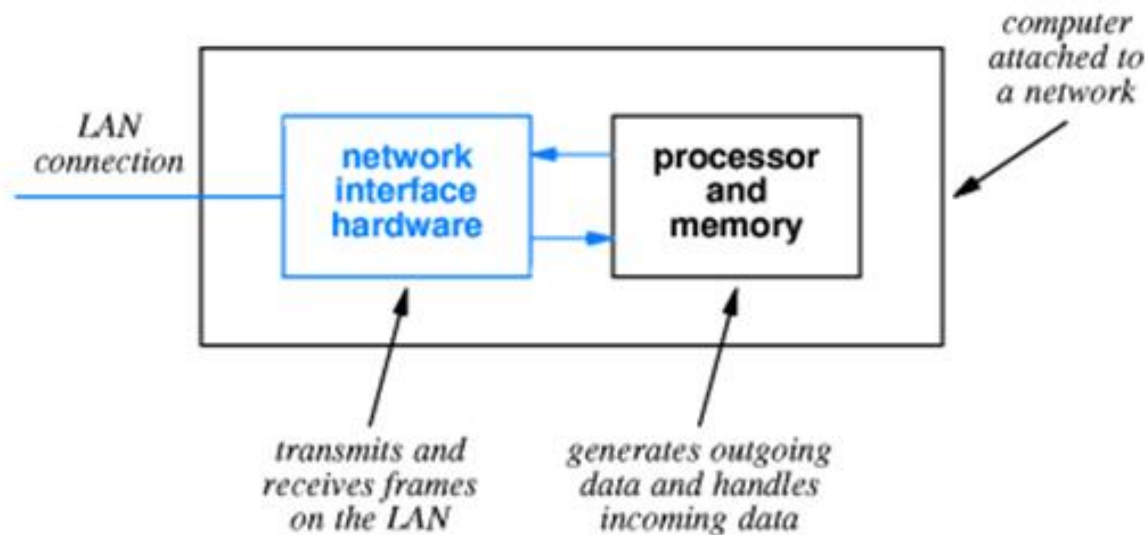 computer
attached to
a network
LAN
connection
network
interface
hardware
processor
and
memory
transmits and
receives frames
on the LAN
generates outgoing
data and handles
incoming data